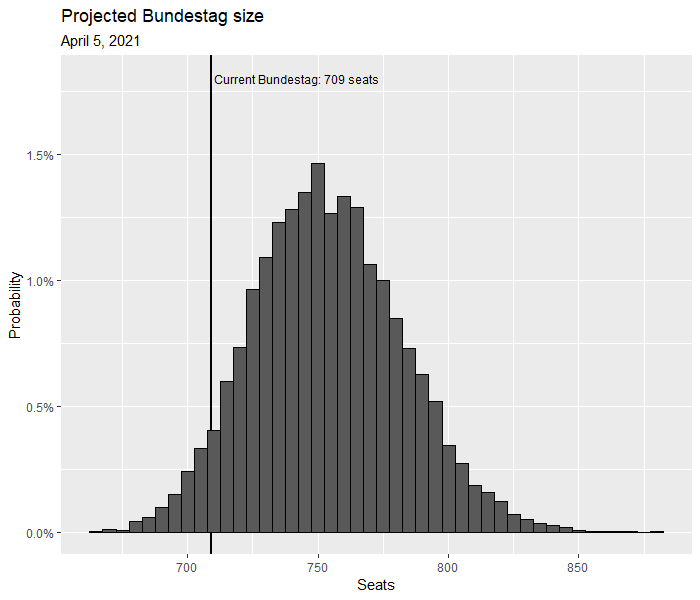 Projected Bundestag size
April 5, 2021
Current Bundestag: 709 seats
1.5%
1.0%
0.5%
0.0%
Probability
700 750 800 850
Seats